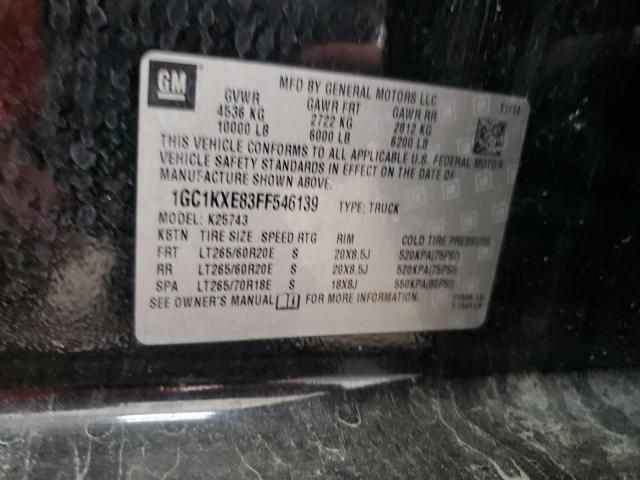 GM
MFD BY GENERAL MOTORS LLC
GVWR GAWR FRT GAWR RR
4536 KG 2722 KG 2812 KG
10000 LB 6000 LB 6200 LB
THIS VEHICLE CONFORMS TO ALL APPLICABLE U.S. FEDERAL MOTOR
VEHICLE SAFETY STANDARDS IN EFFECT ON THE DATE OF
MANUFACTURE SHOWN ABOVE.
1GC1KXE83FF546139 TYPE: TRUCK
MODEL: K25743
KBTN TIRE SIZE SPEED RTG RIM COLD TIRE PRESSURE
FRT LT265/60R20E S 20X8.5J 520KPA(75PSI)
RR LT265/60R20E S 20X8.5J 520KPA(75PSI)
SPA LT265/70R18E S 18X8J 550KPA(80PSI)
SEE OWNER'S MANUAL FOR MORE INFORMATION.